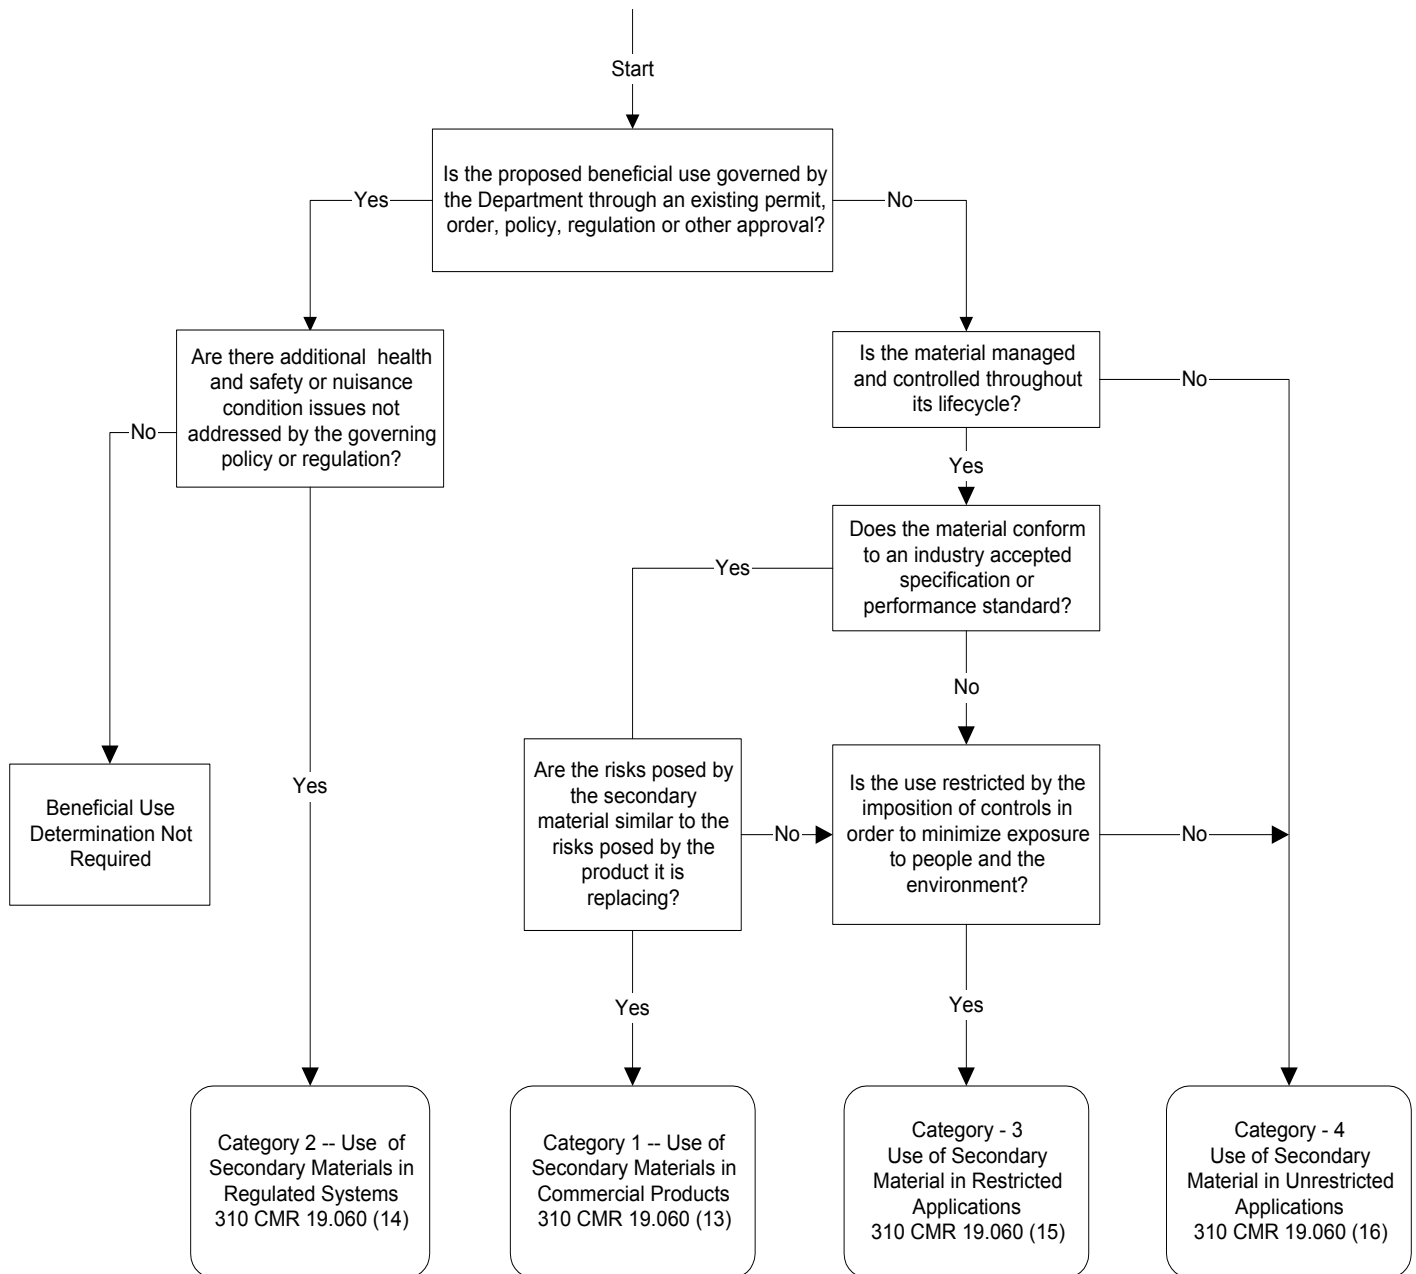 Start
Is the proposed beneficial use governed by
the Department through an existing permit,
order, policy, regulation or other approval?
Yes
No
Are there additional health
and safety or nuisance
condition issues not
addressed by the governing
policy or regulation?
Is the material managed
and controlled throughout
its lifecycle?
No
No
Yes
Does the material conform
to an industry accepted
specification or
performance standard?
Yes
No
Beneficial Use
Determination Not
Required
Yes
Are the risks posed by
the secondary
material similar to the
risks posed by the
product it is
replacing?
No
Is the use restricted by the
imposition of controls in
order to minimize exposure
to people and the
environment?
No
Yes
Yes
Category 2 -- Use of
Secondary Materials in
Regulated Systems
310 CMR 19.060 (14)
Category 1 -- Use of
Secondary Materials in
Commercial Products
310 CMR 19.060 (13)
Category - 3
Use of Secondary
Material in Restricted
Applications
310 CMR 19.060 (15)
Category - 4
Use of Secondary
Material in Unrestricted
Applications
310 CMR 19.060 (16)